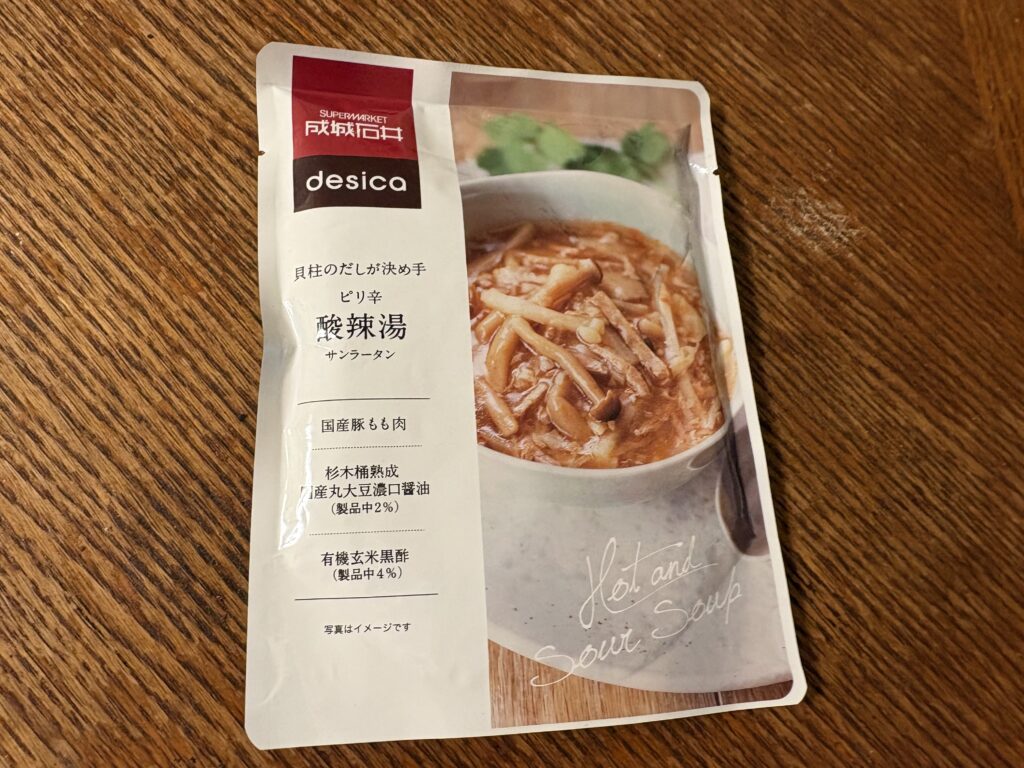 SUPERMARKET
成城石井
desica
貝柱のだしが決め手
ピリ辛
酸辣湯
サンラータン
国産豚もも肉
杉木桶熟成
国産丸大豆濃口醤油
(製品中2%)
有機玄米黒酢
(製品中4%)
写真はイメージです
Hot and
Sour Soup